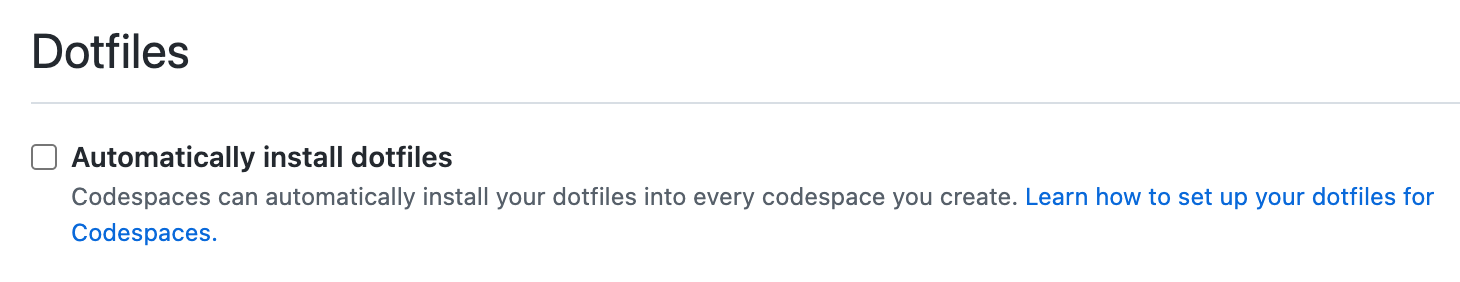 Dotfiles
Automatically install dotfiles
Codespaces can automatically install your dotfiles into every codespace you create. Learn how to set up your dotfiles for
Codespaces.